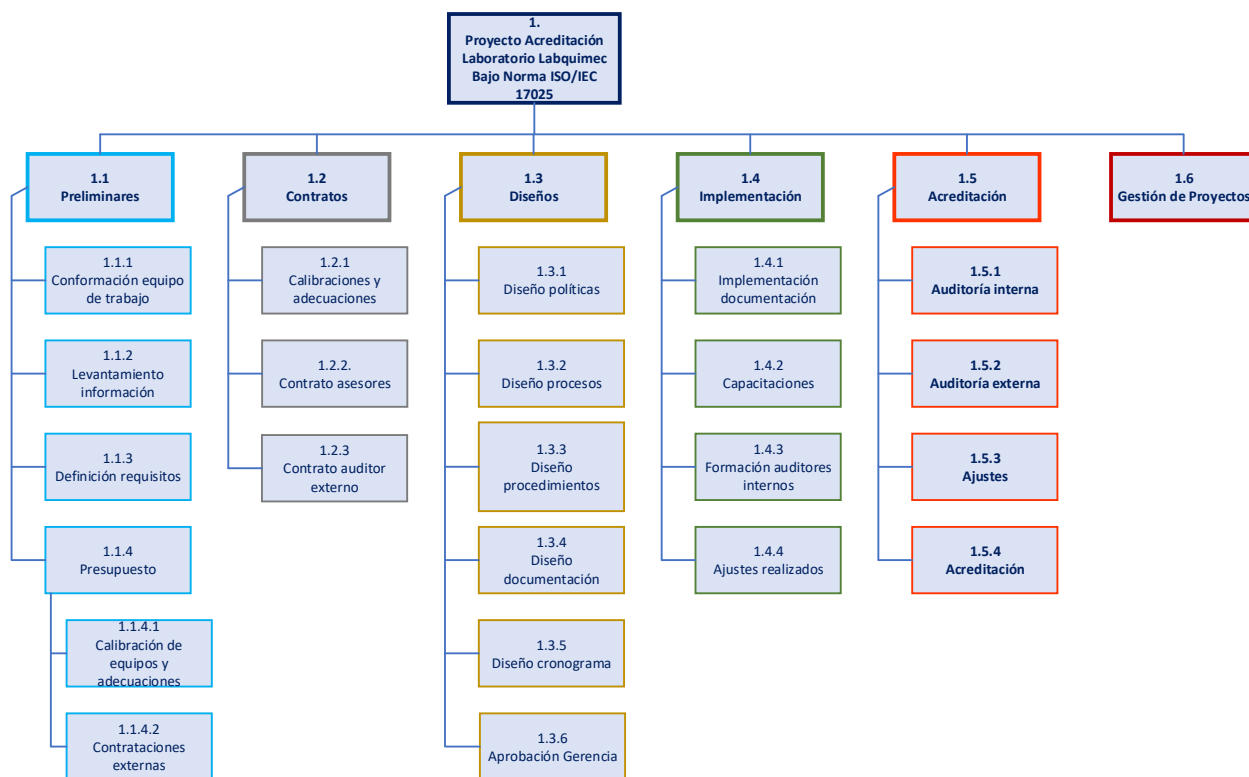 1.
Proyecto Acreditación
Laboratorio Labquimec
Bajo Norma ISO/IEC
17025
1.1
Preliminares
1.2
Contratos
1.3
Diseños
1.4
Implementación
1.5
Acreditación
1.6
Gestión de Proyectos
1.1.1
Conformación equipo
de trabajo
1.1.2
Levantamiento
información
1.1.3
Definición requisitos
1.1.4
Presupuesto
1.1.4.1
Calibración de
equipos y
adecuaciones
1.1.4.2
Contrataciones
externas
1.2.1
Calibraciones y
adecuaciones
1.2.2.
Contrato asesores
1.2.3
Contrato auditor
externo
1.3.1
Diseño políticas
1.3.2
Diseño procesos
1.3.3
Diseño
procedimientos
1.3.4
Diseño
documentación
1.3.5
Diseño cronograma
1.3.6
Aprobación Gerencia
1.4.1
Implementación
documentación
1.4.2
Capacitaciones
1.4.3
Formación auditores
internos
1.4.4
Ajustes realizados
1.5.1
Auditoría interna
1.5.2
Auditoría externa
1.5.3
Ajustes
1.5.4
Acreditación